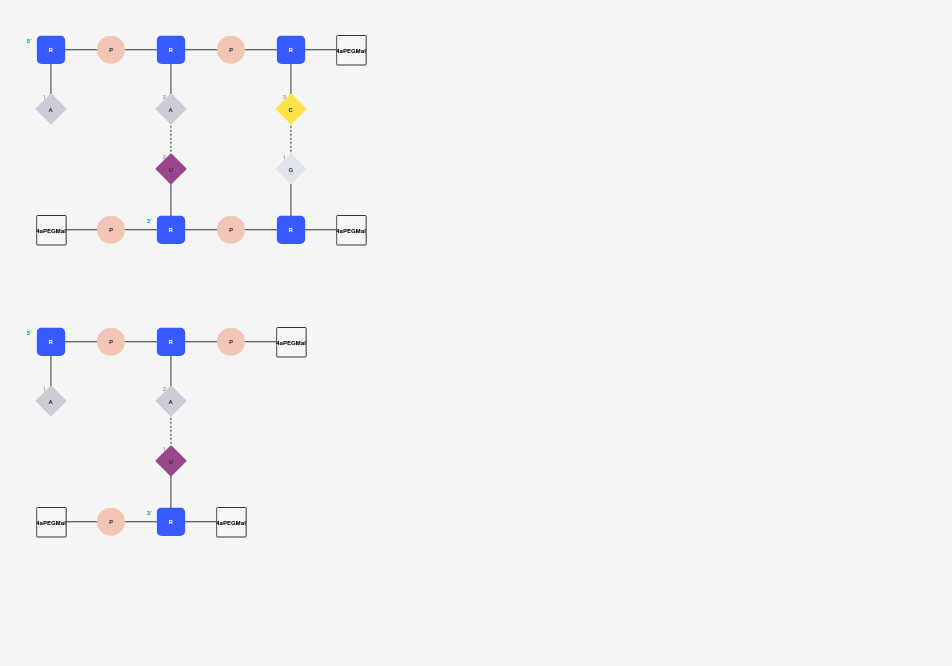 5'
R P R P R 4aPEGMal
1 2 3
A A C
2 1
U G
3'
4aPEGMal P R P R 4aPEGMal
5'
R P R P 4aPEGMal
1 2
A A
1
U
3'
4aPEGMal P R 4aPEGMal